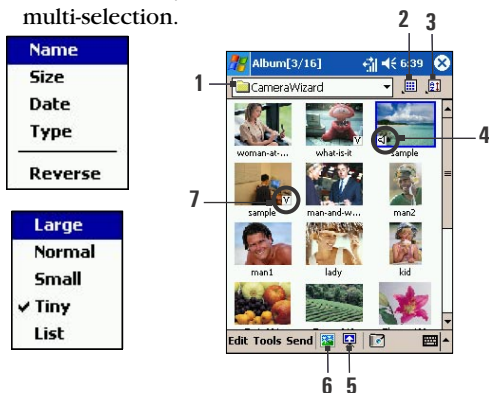 multi-selection.
Name
Size
Date
Type
Reverse
Large
Normal
Small
Tiny
List
2 3
Album[3/16] 6:39
1 CameraWizard
4
woman-at-... what-is-it sample
V
7
V
sample man-and-w... man2
man1 lady kid
Edit Tools Send
6 5